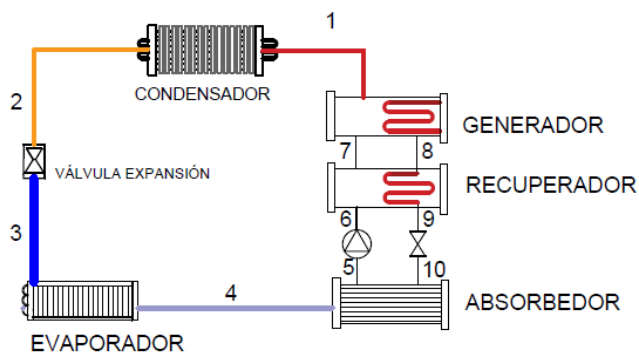 1
CONDENSADOR
2
GENERADOR
7 8
VÁLVULA EXPANSIÓN
RECUPERADOR
6 9
3
5 10
4
ABSORBEDOR
EVAPORADOR